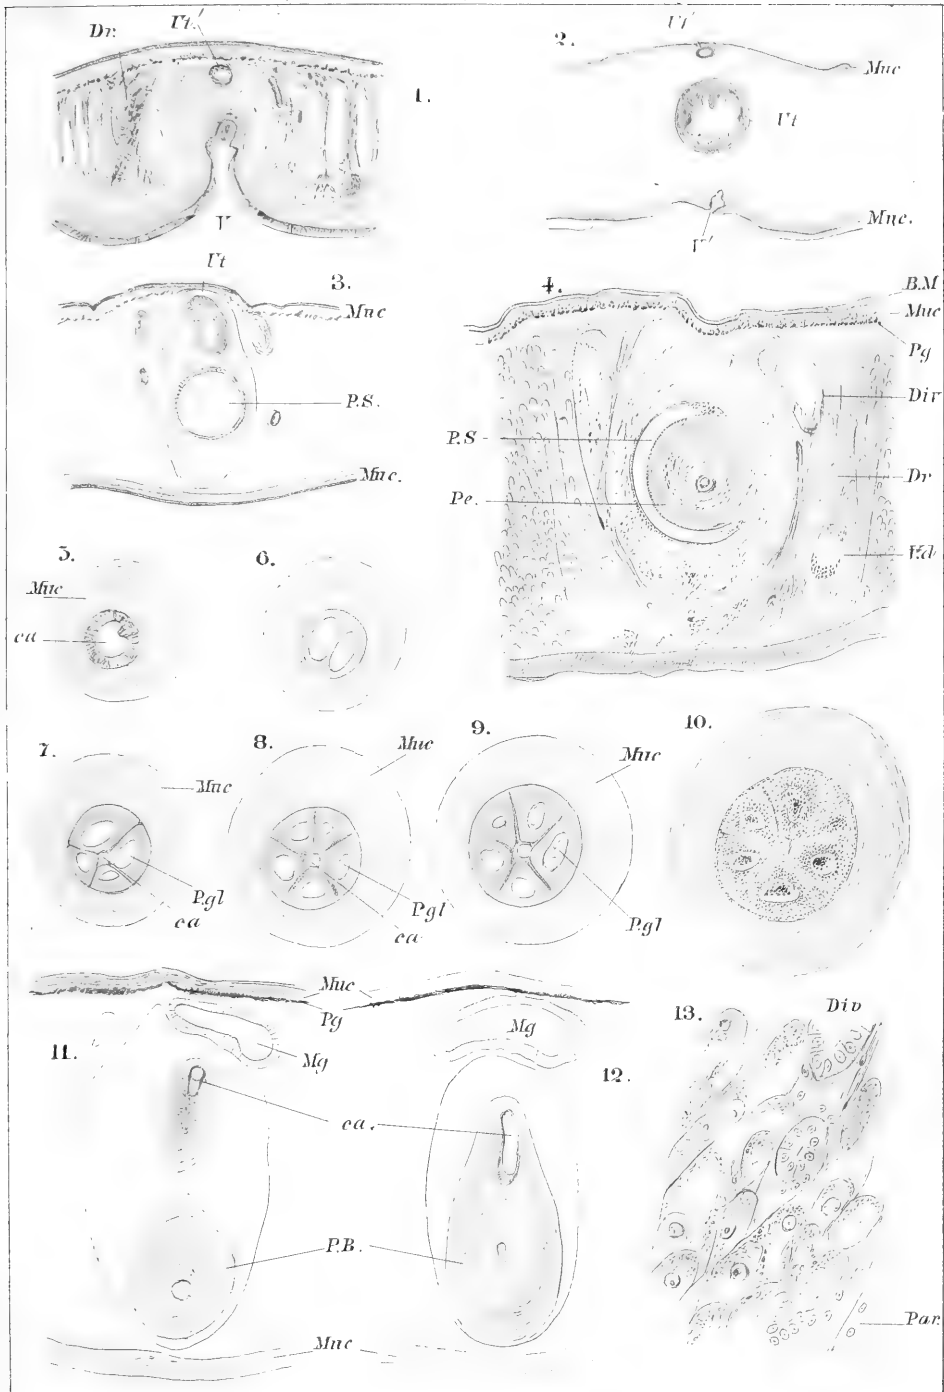 Dr.
Ut.'
1.
V
2.
Ut'
Muc
Ut
Muc.
V'
3.
Ut
Muc
P.S.
Muc.
4.
B.M
Muc
Pg
Div
Dr
P.S
Pe.
5.
Muc
ca
6.
7.
Muc
P.gl
ca
8.
Muc
P.gl
ca
9.
Muc
P.gl
10.
11.
Muc
Pg
Mg
ca.
P.B.
Muc
12.
Mg
13.
Div
Par.